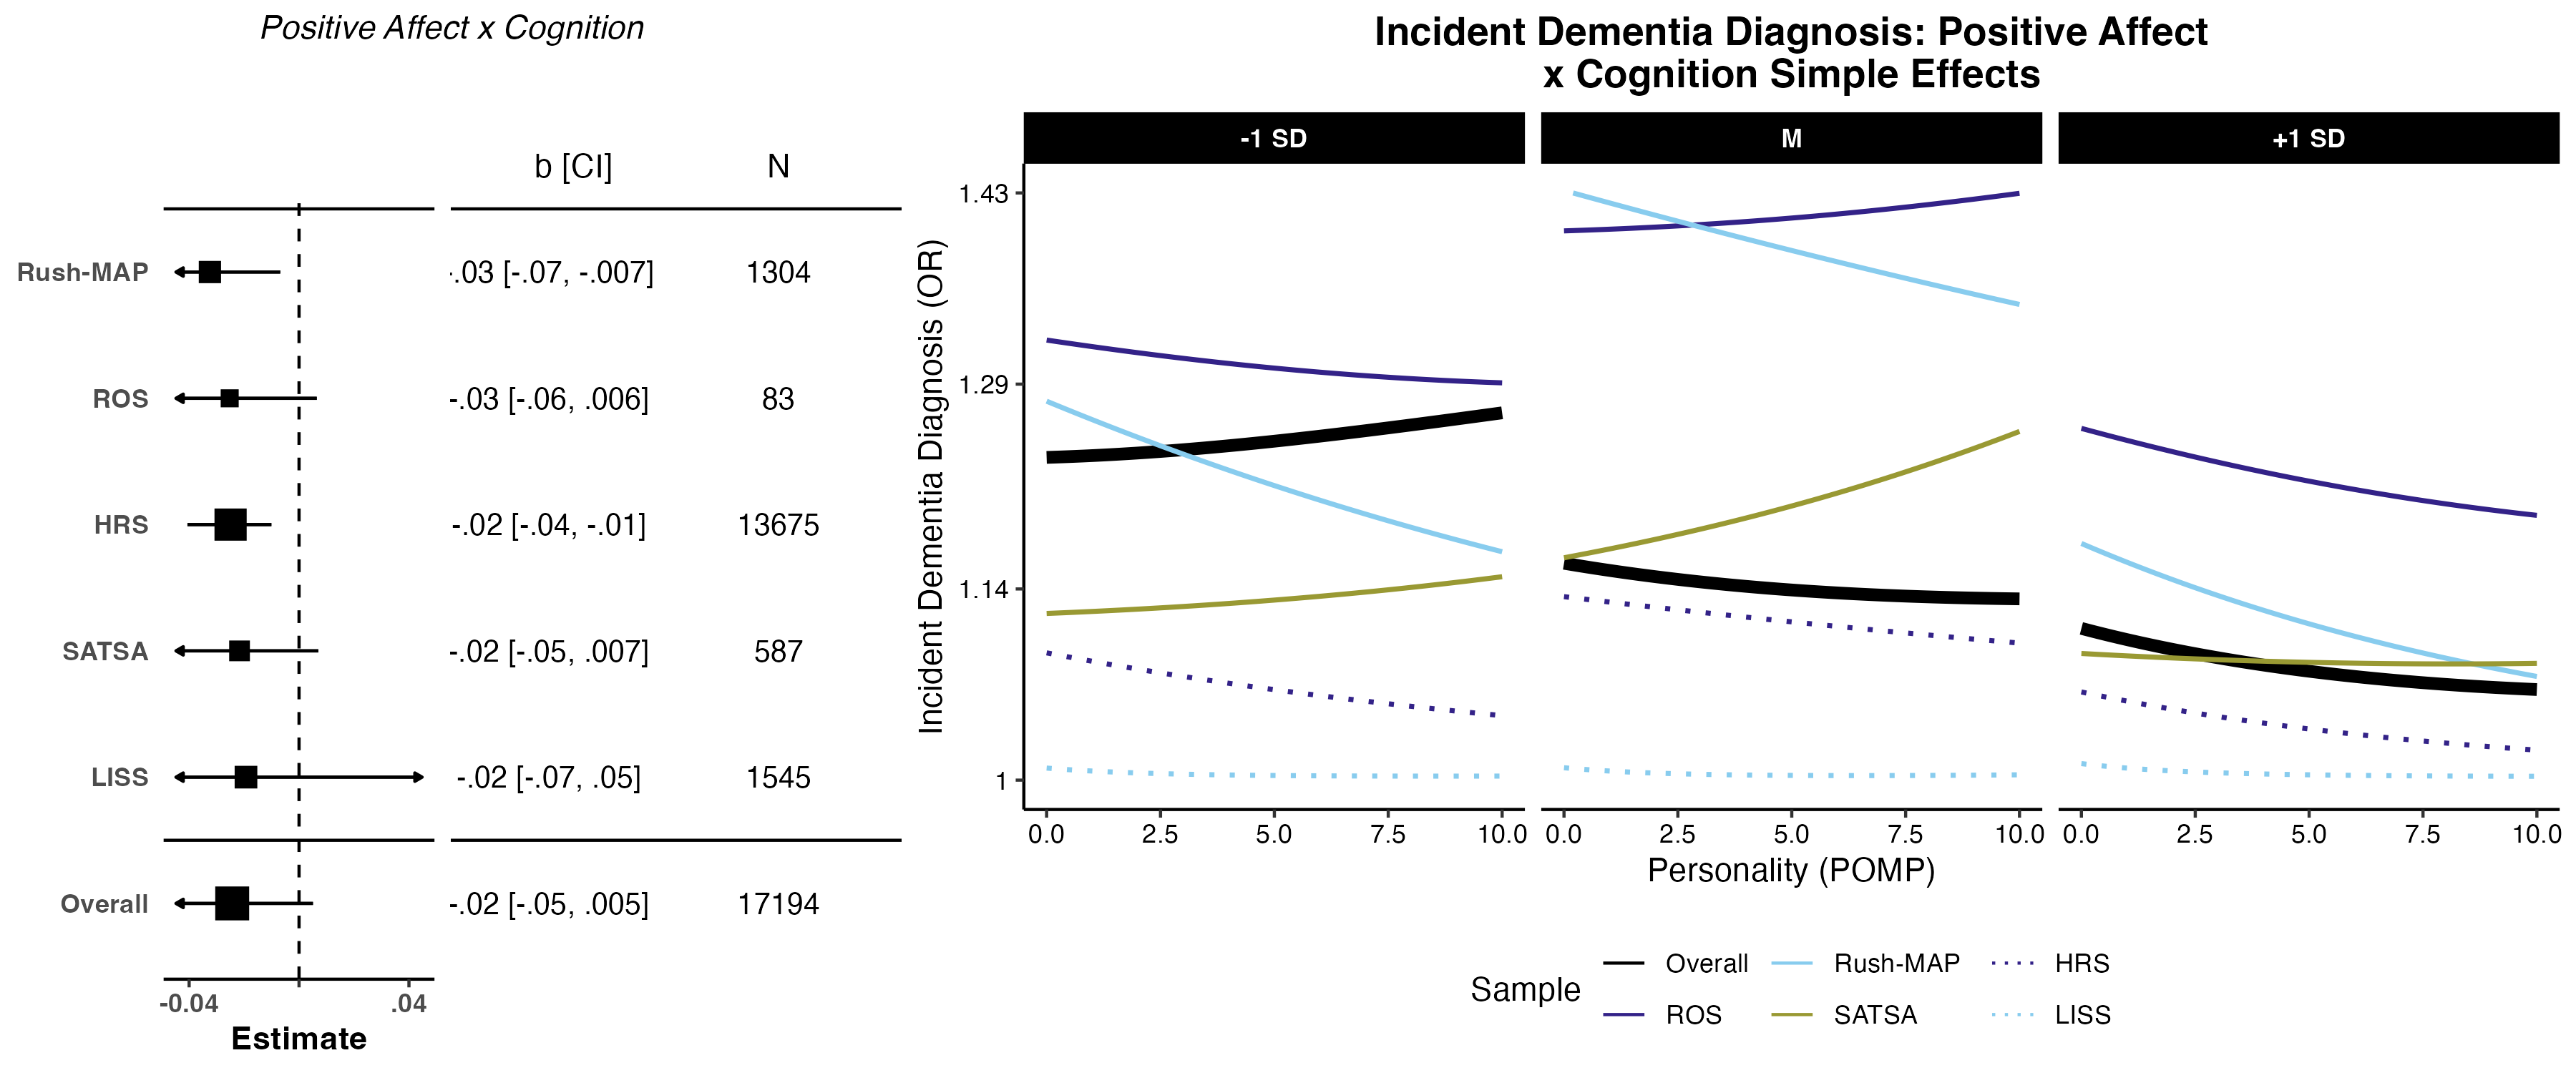 Positive Affect x Cognition
b [CI] N
Rush-MAP -.03 [-.07, -.007] 1304
ROS -.03 [-.06, .006] 83
HRS -.02 [-.04, -.01] 13675
SATSA -.02 [-.05, .007] 587
LISS -.02 [-.07, .05] 1545
Overall -.02 [-.05, .005] 17194
-0.04 .04
Estimate
Incident Dementia Diagnosis: Positive Affect
x Cognition Simple Effects
-1 SD M +1 SD
Incident Dementia Diagnosis (OR)
1.43
1.29
1.14
1
0.0 2.5 5.0 7.5 10.0 0.0 2.5 5.0 7.5 10.0 0.0 2.5 5.0 7.5 10.0
Personality (POMP)
Sample
Overall Rush-MAP HRS
ROS SATSA LISS